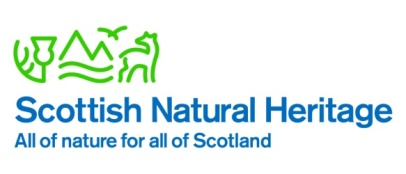 Scottish Natural Heritage
All of nature for all of Scotland